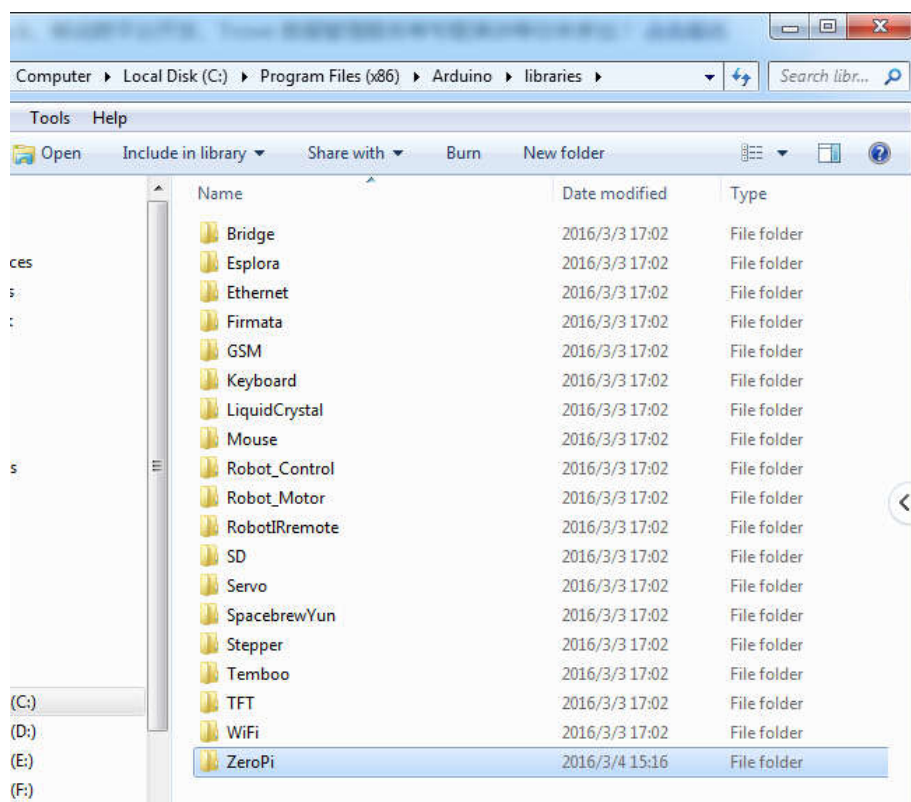 Computer ▸ Local Disk (C:) ▸ Program Files (x86) ▸ Arduino ▸ libraries ▸ Search libr...
Tools Help
Open Include in library Share with Burn New folder
Name Date modified Type
Bridge 2016/3/3 17:02 File folder
ces Esplora 2016/3/3 17:02 File folder
s Ethernet 2016/3/3 17:02 File folder
Firmata 2016/3/3 17:02 File folder
GSM 2016/3/3 17:02 File folder
Keyboard 2016/3/3 17:02 File folder
LiquidCrystal 2016/3/3 17:02 File folder
Mouse 2016/3/3 17:02 File folder
s Robot_Control 2016/3/3 17:02 File folder
Robot_Motor 2016/3/3 17:02 File folder
RobotIRremote 2016/3/3 17:02 File folder
SD 2016/3/3 17:02 File folder
Servo 2016/3/3 17:02 File folder
SpacebrewYun 2016/3/3 17:02 File folder
Stepper 2016/3/3 17:02 File folder
Temboo 2016/3/3 17:02 File folder
(C:) TFT 2016/3/3 17:02 File folder
(D:) WiFi 2016/3/3 17:02 File folder
(E:) ZeroPi 2016/3/4 15:16 File folder
(F:)